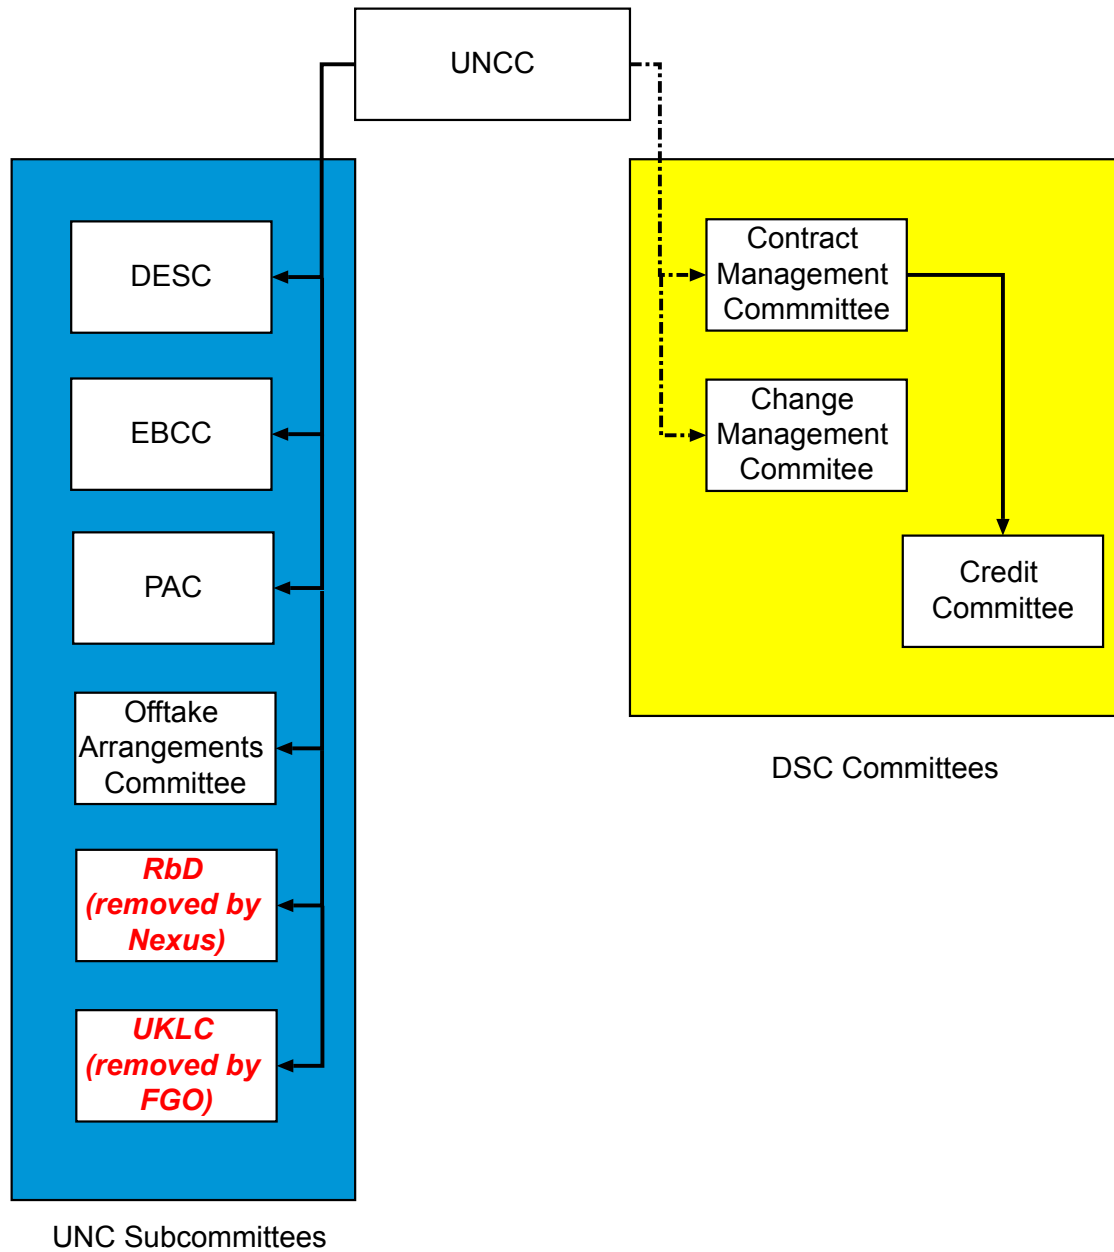 UNCC
DESC
EBCC
PAC
Offtake
Arrangements
Committee
RbD
(removed by
Nexus)
UKLC
(removed by
FGO)
UNC Subcommittees
Contract
Management
Commmittee
Change
Management
Commitee
Credit
Committee
DSC Committees